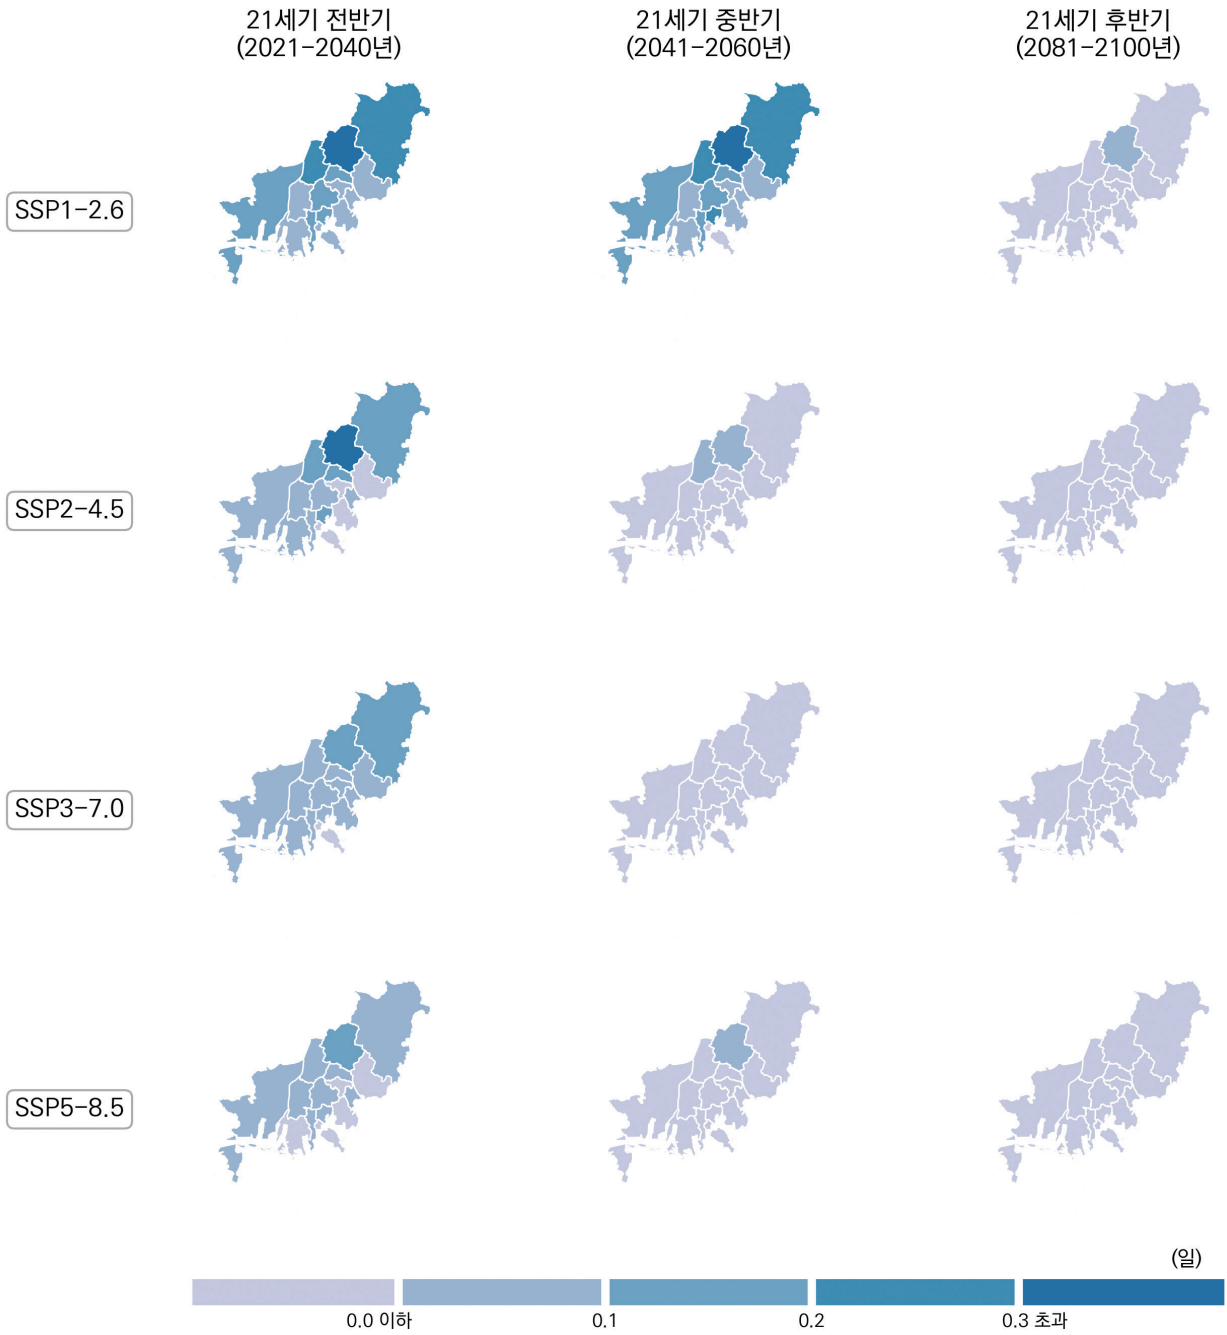 21세기 전반기
(2021-2040년)
21세기 중반기
(2041-2060년)
21세기 후반기
(2081-2100년)
SSP1-2.6
SSP2-4.5
SSP3-7.0
SSP5-8.5
(일)
0.0 이하
0.1
0.2
0.3 초과